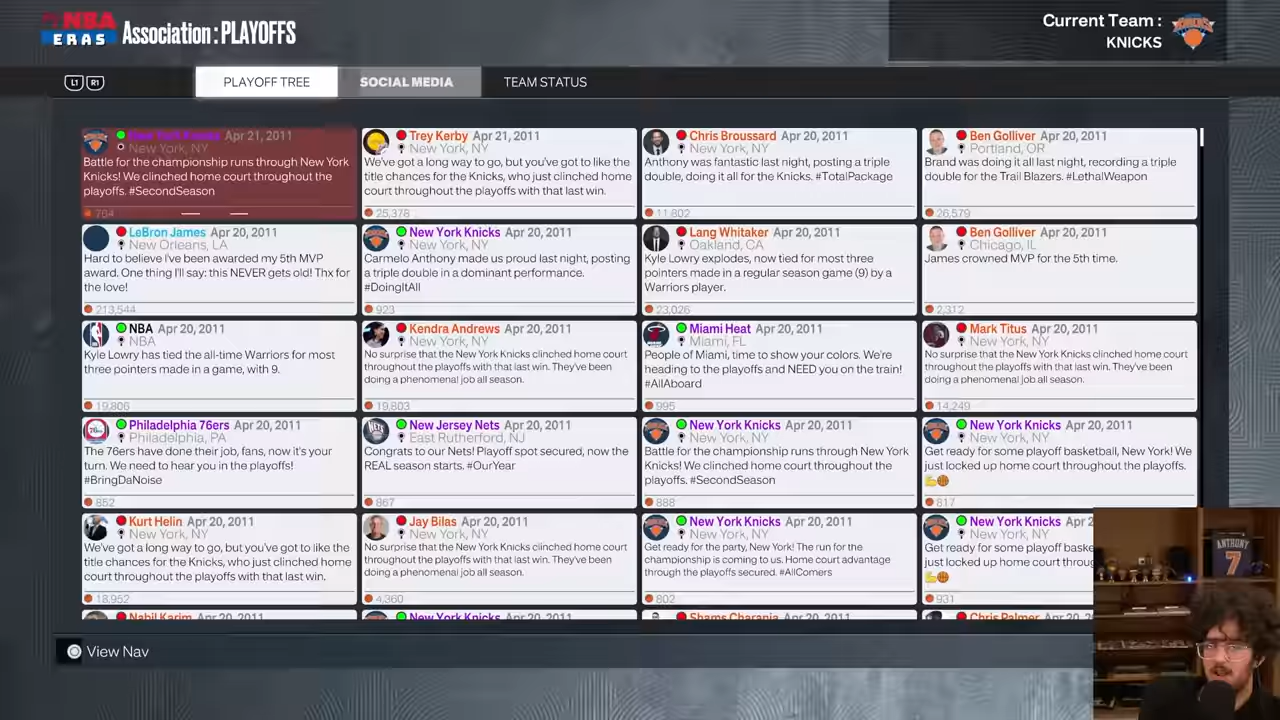 NBA
ERAS
Association: PLAYOFFS
Current Team :
KNICKS
L1 R1
PLAYOFF TREE
SOCIAL MEDIA
TEAM STATUS
New York Knicks Apr 21, 2011
New York, NY
Battle for the championship runs through New York
Knicks! We clinched home court throughout the
playoffs. #SecondSeason
764
Trey Kerby Apr 21, 2011
New York, NY
We've got a long way to go, but you've got to like the
title chances for the Knicks, who just clinched home
court throughout the playoffs with that last win.
25,378
Chris Broussard Apr 20, 2011
New York, NY
Anthony was fantastic last night, posting a triple
double, doing it all for the Knicks. #TotalPackage
11,802
Ben Golliver Apr 20, 2011
Portland, OR
Brand was doing it all last night, recording a triple
double for the Trail Blazers. #LethalWeapon
26,579
LeBron James Apr 20, 2011
New Orleans, LA
Hard to believe I've been awarded my 5th MVP
award. One thing I'll say: this NEVER gets old! Thx for
the love!
213,544
New York Knicks Apr 20, 2011
New York, NY
Carmelo Anthony made us proud last night, posting
a triple double in a dominant performance.
#DoingItAll
923
Lang Whitaker Apr 20, 2011
Oakland, CA
Kyle Lowry explodes, now tied for most three
pointers made in a regular season game (9) by a
Warriors player.
23,026
Ben Golliver Apr 20, 2011
Chicago, IL
James crowned MVP for the 5th time.
2,312
NBA Apr 20, 2011
NBA
Kyle Lowry has tied the all-time Warriors for most
three pointers made in a game, with 9.
19,806
Kendra Andrews Apr 20, 2011
New York, NY
No surprise that the New York Knicks clinched home court
throughout the playoffs with that last win. They've been
doing a phenomenal job all season.
19,803
Miami Heat Apr 20, 2011
Miami, FL
People of Miami, time to show your colors. We're
heading to the playoffs and NEED you on the train!
#AllAboard
995
Mark Titus Apr 20, 2011
New York, NY
No surprise that the New York Knicks clinched home court
throughout the playoffs with that last win. They've been
doing a phenomenal job all season.
14,249
Philadelphia 76ers Apr 20, 2011
Philadelphia, PA
The 76ers have done their job, fans, now it's your
turn. We need to hear you in the playoffs!
#BringDaNoise
852
New Jersey Nets Apr 20, 2011
East Rutherford, NJ
Congrats to our Nets! Playoff spot secured, now the
REAL season starts. #OurYear
867
New York Knicks Apr 20, 2011
New York, NY
Battle for the championship runs through New York
Knicks! We clinched home court throughout the
playoffs. #SecondSeason
888
New York Knicks Apr 20, 2011
New York, NY
Get ready for some playoff basketball, New York! We
just locked up home court throughout the playoffs.
💪🏀
817
Kurt Helin Apr 20, 2011
New York, NY
We've got a long way to go, but you've got to like the
title chances for the Knicks, who just clinched home
court throughout the playoffs with that last win.
18,952
Jay Bilas Apr 20, 2011
New York, NY
No surprise that the New York Knicks clinched home court
throughout the playoffs with that last win. They've been
doing a phenomenal job all season.
4,360
New York Knicks Apr 20, 2011
New York, NY
Get ready for the party, New York! The run for the
championship is coming to us. Home court advantage
through the playoffs secured. #AllComers
802
New York Knicks Apr 2
New York, NY
Get ready for some playoff baske
just locked up home court throug
💪🏀
931
Nabil Karim Apr 20, 2011
New York Knicks Apr 20, 2011
Shams Charania Apr 20, 2011
Chris Palmer Apr 2
View Nav
ANTHONY
7